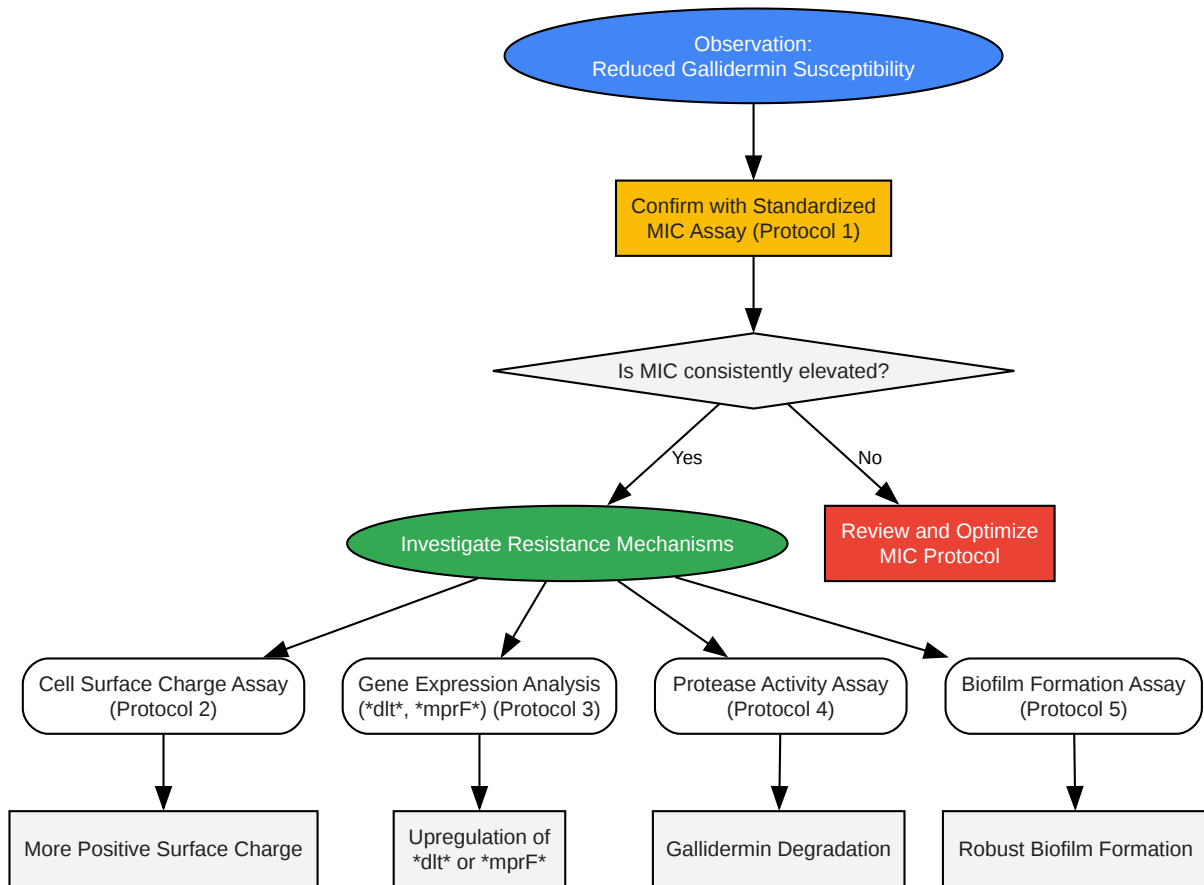 Observation:
Reduced Gallidermin Susceptibility
Confirm with Standardized
MIC Assay (Protocol 1)
Is MIC consistently elevated?
Yes
No
Investigate Resistance Mechanisms
Review and Optimize
MIC Protocol
Cell Surface Charge Assay
(Protocol 2)
Gene Expression Analysis
(*dlt*, *mprF*) (Protocol 3)
Protease Activity Assay
(Protocol 4)
Biofilm Formation Assay
(Protocol 5)
More Positive Surface Charge
Upregulation of
*dlt* or *mprF*
Gallidermin Degradation
Robust Biofilm Formation